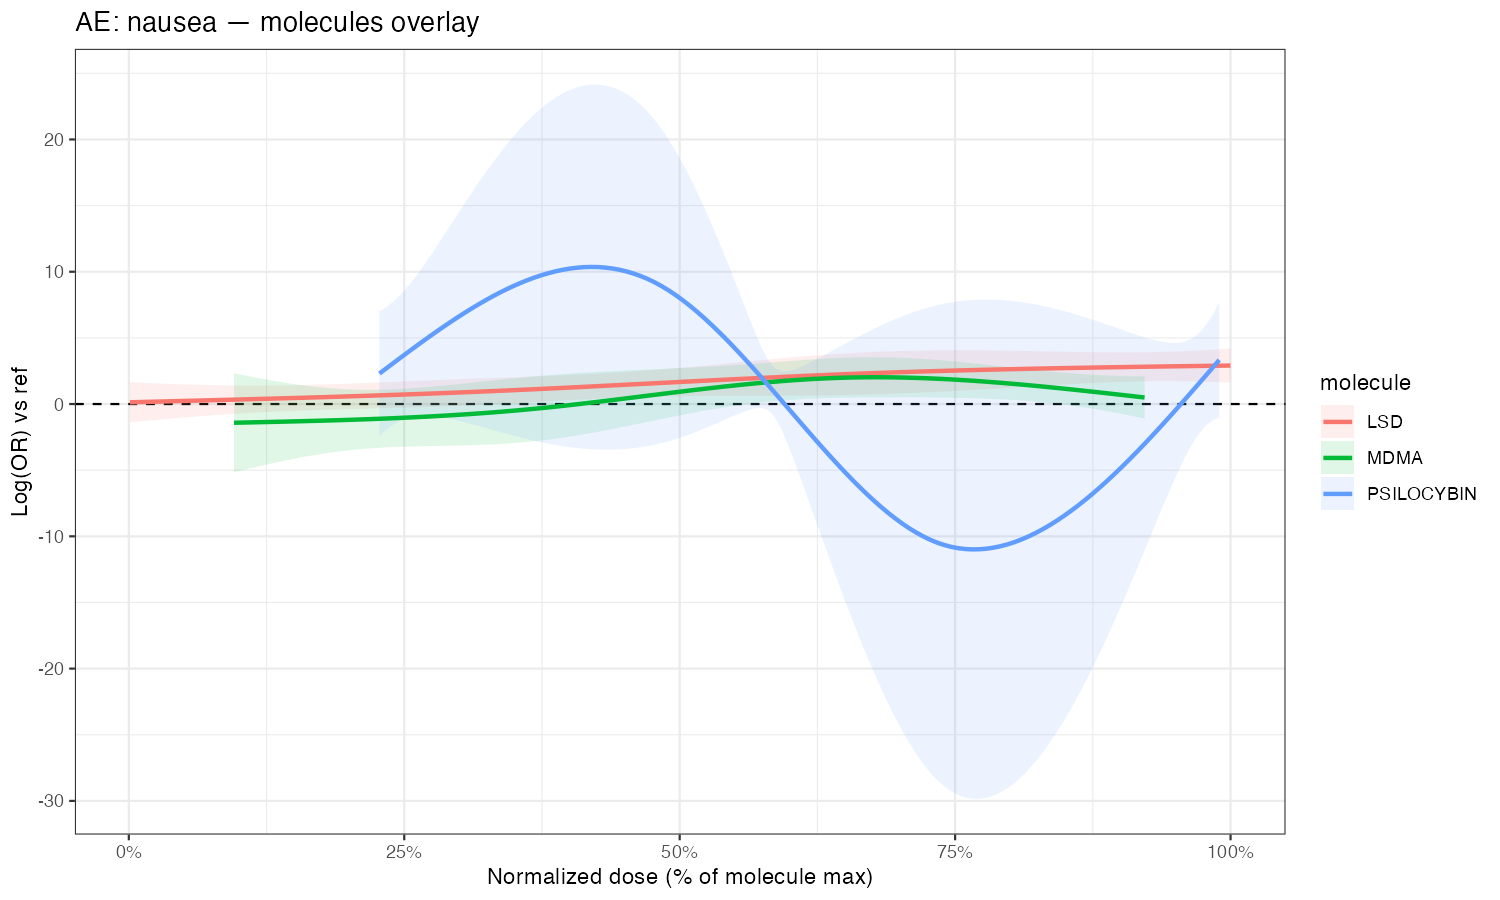 AE: nausea — molecules overlay
Log(OR) vs ref
20
10
0
-10
-20
-30
0%
25%
50%
75%
100%
Normalized dose (% of molecule max)
molecule
LSD
MDMA
PSILOCYBIN